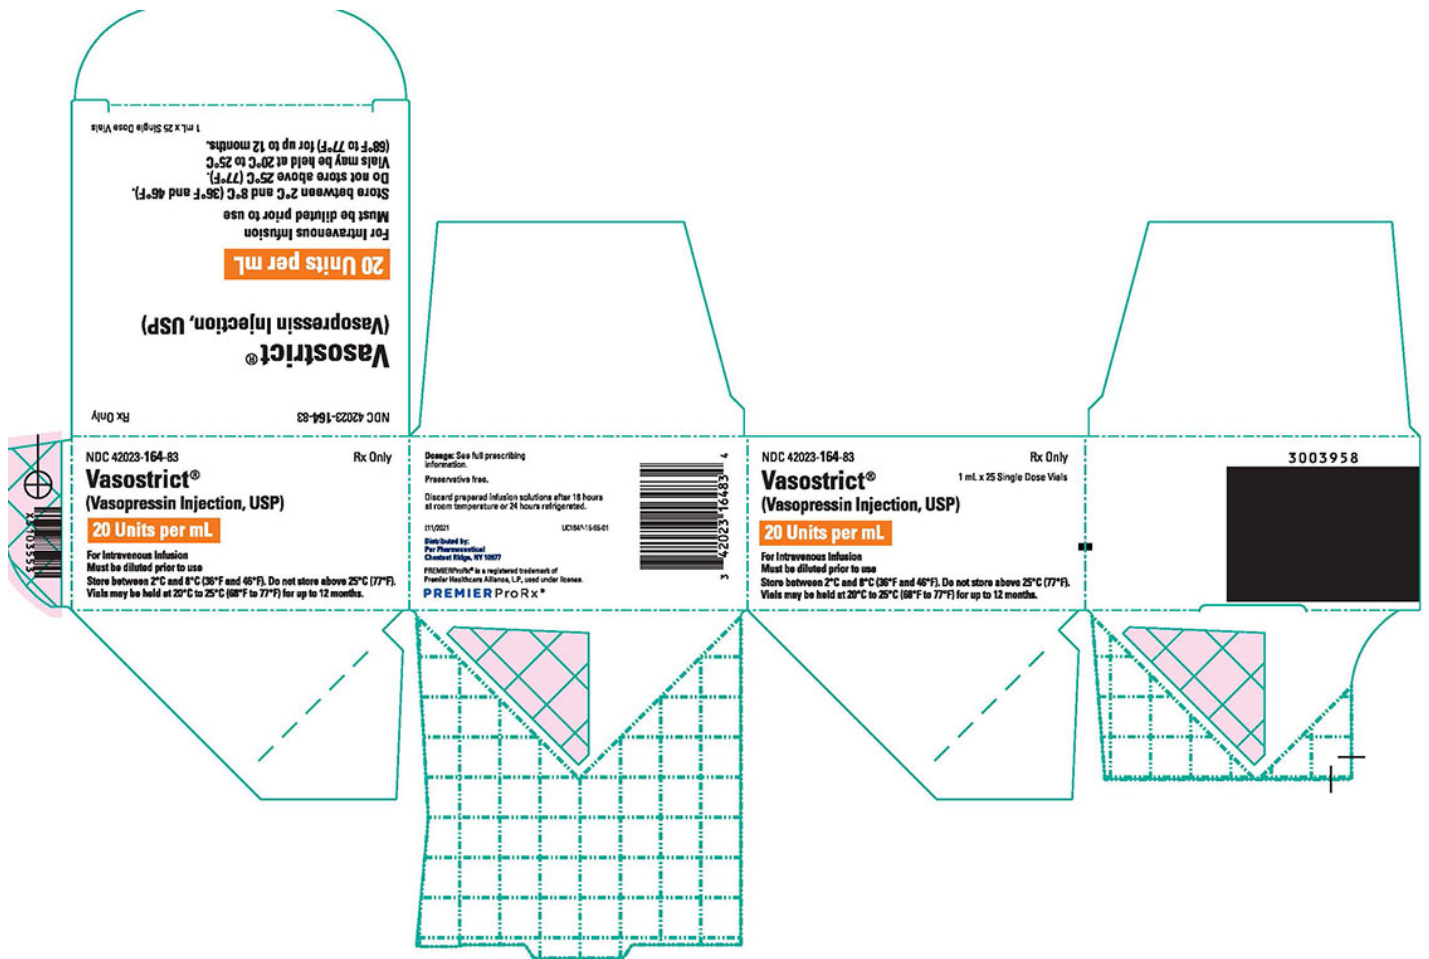 NDC 42023-164-83 Rx Only
Vasostrict®
(Vasopressin Injection, USP)
20 Units per mL
For Intravenous Infusion
Must be diluted prior to use
Store between 2°C and 8°C (36°F and 46°F).
Do not store above 25°C (77°F).
Vials may be held at 20°C to 25°C
(68°F to 77°F) for up to 12 months.
1 mL x 25 Single Dose Vials
NDC 42023-164-83 Rx Only
Vasostrict®
(Vasopressin Injection, USP)
20 Units per mL
For Intravenous Infusion
Must be diluted prior to use
Store between 2°C and 8°C (36°F and 46°F). Do not store above 25°C (77°F).
Vials may be held at 20°C to 25°C (68°F to 77°F) for up to 12 months.
Dosage: See full prescribing
information.
Preservative free.
Discard prepared infusion solutions after 18 hours
at room temperature or 24 hours refrigerated.
Distributed by:
Par Pharmaceutical
Chestnut Ridge, NY 10977
PREMIERProRx® is a registered trademark of
Premier Healthcare Alliance, L.P., used under license.
PREMIERProRx®
3 42023 16483 4
NDC 42023-164-83 Rx Only
Vasostrict® 1 mL x 25 Single Dose Vials
(Vasopressin Injection, USP)
20 Units per mL
For Intravenous Infusion
Must be diluted prior to use
Store between 2°C and 8°C (36°F and 46°F). Do not store above 25°C (77°F).
Vials may be held at 20°C to 25°C (68°F to 77°F) for up to 12 months.
3003958